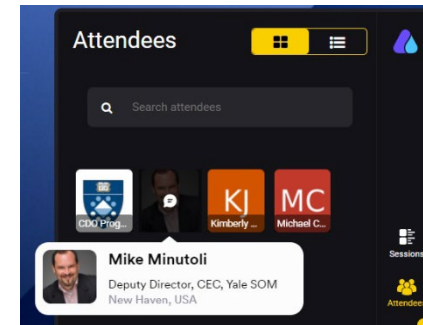 Attendees
Search attendees
CDO Prog...
KJ
Kimberly ...
MC
Michael C...
Mike Minutoli
Deputy Director, CEC, Yale SOM
New Haven, USA
Sessions
Attendees